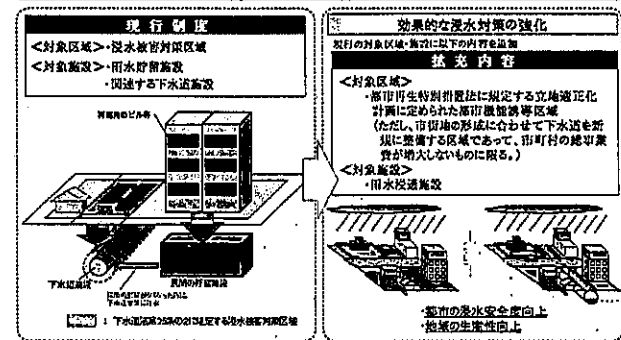 現行制度
<対象区域>・浸水被害対策区域
<対象施設>・雨水貯留施設
・関連する下水道施設
下水道施設
民間の貯留施設
効果的な浸水対策の強化
現行の対象区域・施設に以下の内容を追加
拡充内容
<対象区域>
・都市再生特別措置法に規定する立地適正化
計画に定められた都市機能誘導区域
(ただし、市街地の形成に合わせて下水道を新
規に整備する区域であって、市町村の総事業
費が増大しないものに限る。)
<対象施設>
・雨水浸透施設
・都市の浸水安全度向上
・地域の生産性向上